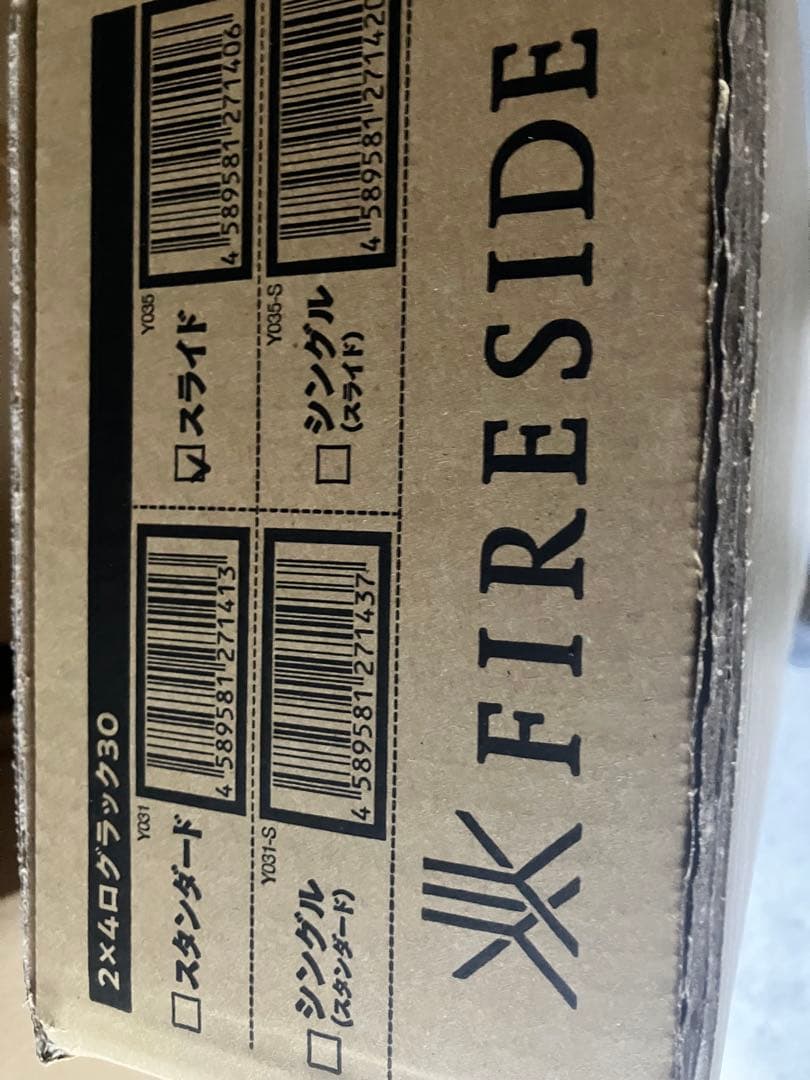 2×4ログラック30
Y031
□スタンダード
4 589581 271413
Y035
☑スライド
4 589581 271406
Y031-S
□シングル
(スタンダード)
4 589581 271437
Y035-S
□シングル
(スライド)
4 589581 271420
FIRESIDE